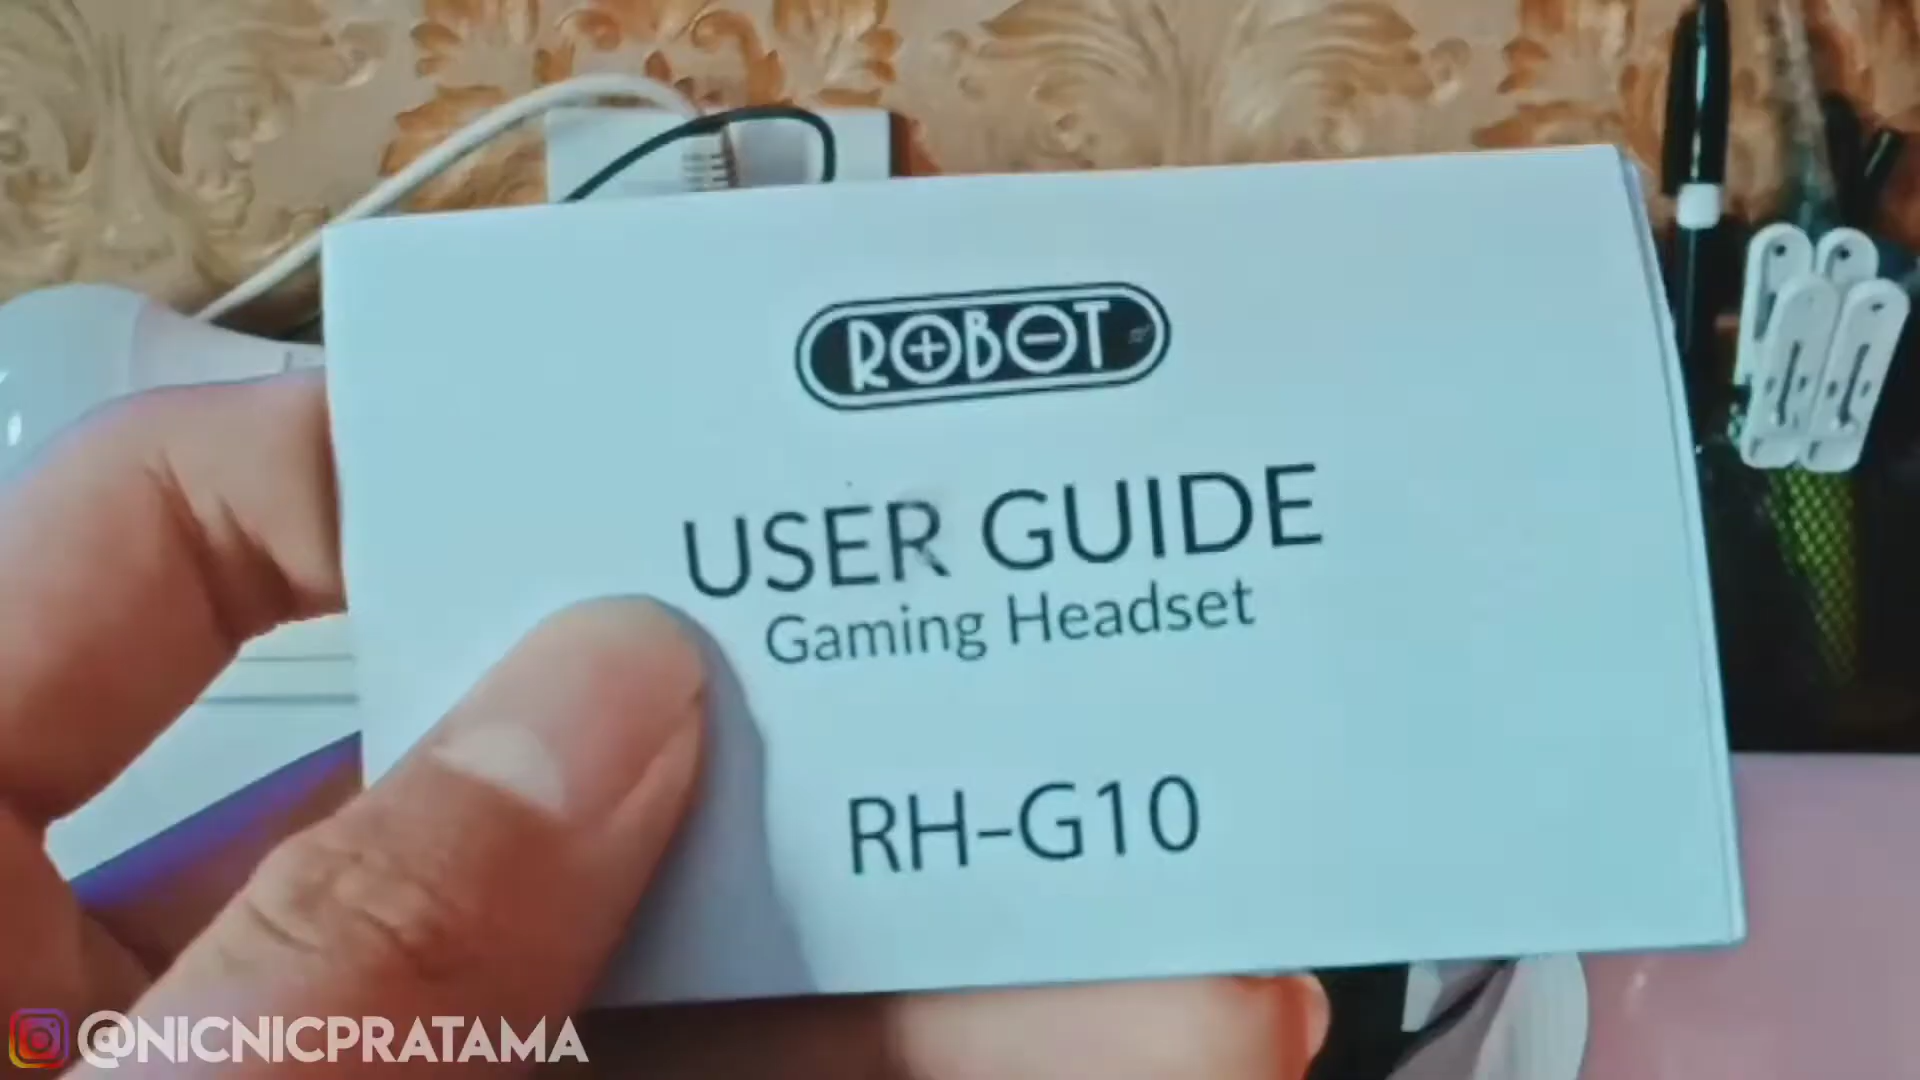 ROBOT
USER GUIDE
Gaming Headset
RH-G10
@NICNICPRATAMA